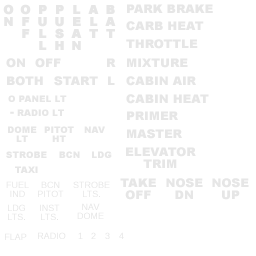 O O P P L A B
N F U U E L A
F L S A T T
L H N
ON OFF R
BOTH START L
O PANEL LT
- RADIO LT
DOME PITOT NAV
LT HT
STROBE BCN LDG
TAXI
FUEL BCN STROBE
IND PITOT LTS.
LDG INST NAV
LTS. LTS. DOME
FLAP RADIO 1 2 3 4
PARK BRAKE
CARB HEAT
THROTTLE
MIXTURE
CABIN AIR
CABIN HEAT
PRIMER
MASTER
ELEVATOR
TRIM
TAKE NOSE NOSE
OFF DN UP